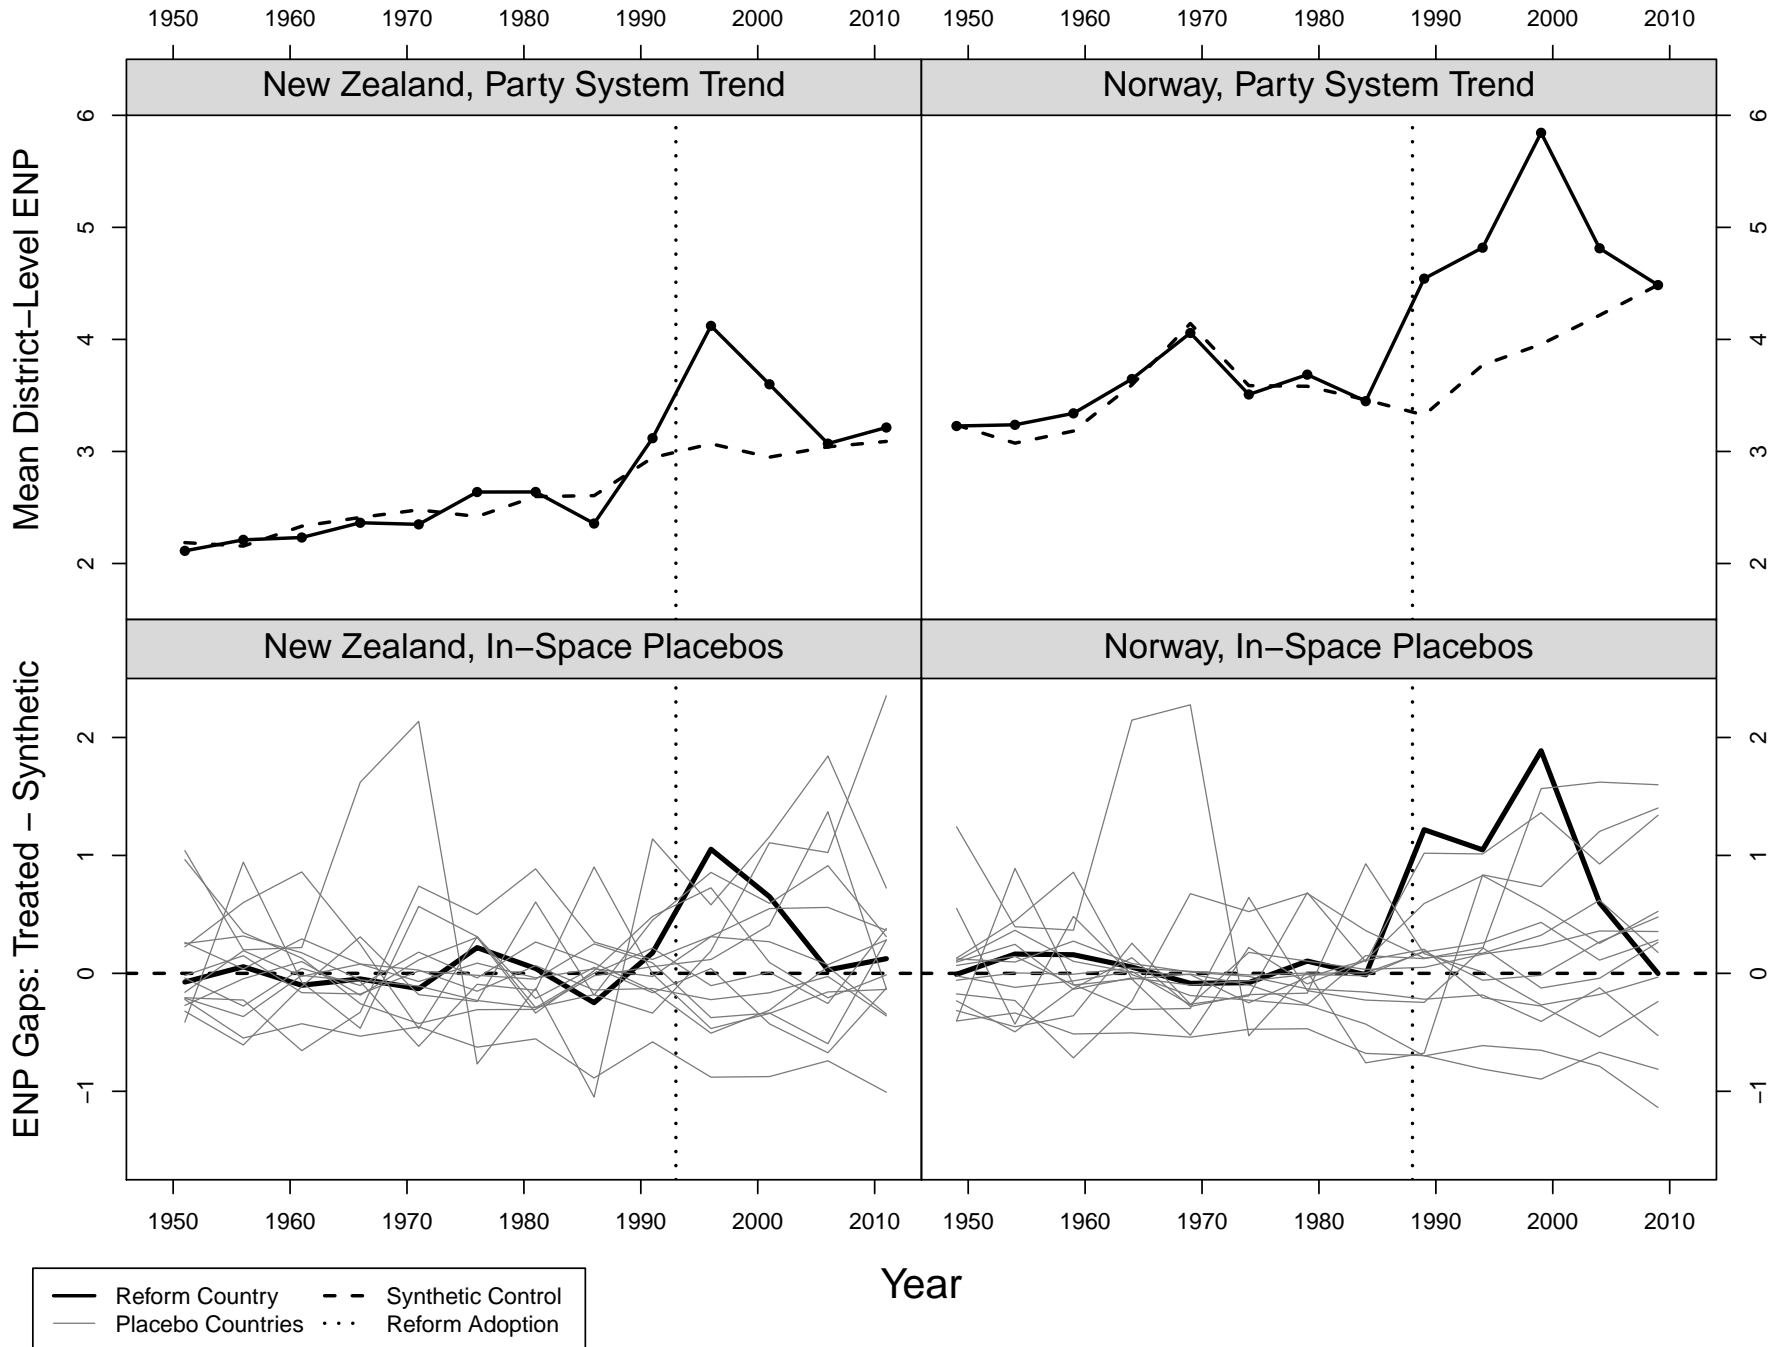 1950 1960 1970 1980 1990 2000 2010 1950 1960 1970 1980 1990 2000 2010
New Zealand, Party System Trend Norway, Party System Trend
Mean District−Level ENP
6 6
5 5
4 4
3 3
2 2
New Zealand, In−Space Placebos Norway, In−Space Placebos
ENP Gaps: Treated − Synthetic
2 2
1 1
0 0
−1 −1
1950 1960 1970 1980 1990 2000 2010 1950 1960 1970 1980 1990 2000 2010
Year
Reform Country Synthetic Control
Placebo Countries Reform Adoption